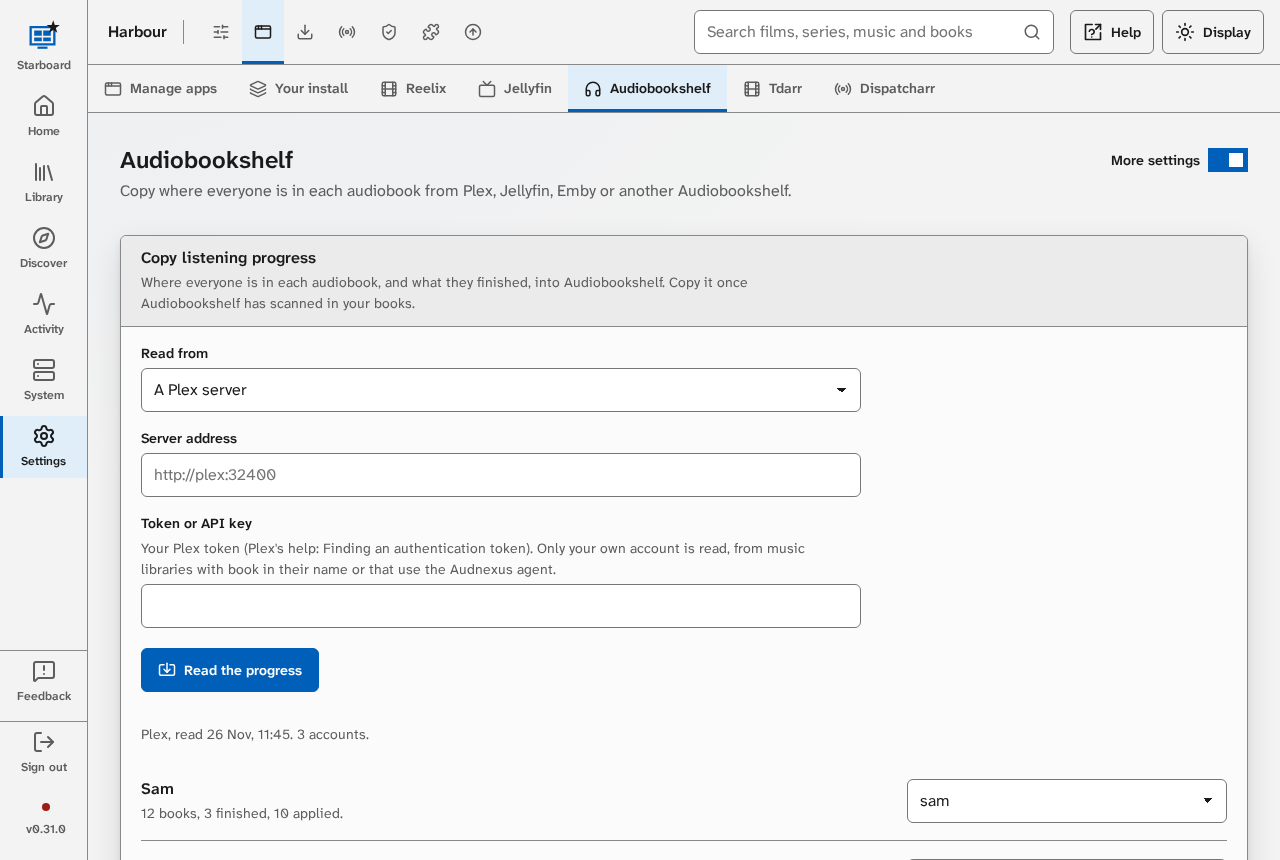 Starboard
Home
Library
Discover
Activity
System
Settings
Feedback
Sign out
v0.31.0
Harbour
Search films, series, music and books
Help
Display
Manage apps
Your install
Reelix
Jellyfin
Audiobookshelf
Tdarr
Dispatcharr
Audiobookshelf
More settings
Copy where everyone is in each audiobook from Plex, Jellyfin, Emby or another Audiobookshelf.
Copy listening progress
Where everyone is in each audiobook, and what they finished, into Audiobookshelf. Copy it once
Audiobookshelf has scanned in your books.
Read from
A Plex server
Server address
http://plex:32400
Token or API key
Your Plex token (Plex's help: Finding an authentication token). Only your own account is read, from music
libraries with book in their name or that use the Audnexus agent.
Read the progress
Plex, read 26 Nov, 11:45. 3 accounts.
Sam
12 books, 3 finished, 10 applied.
sam